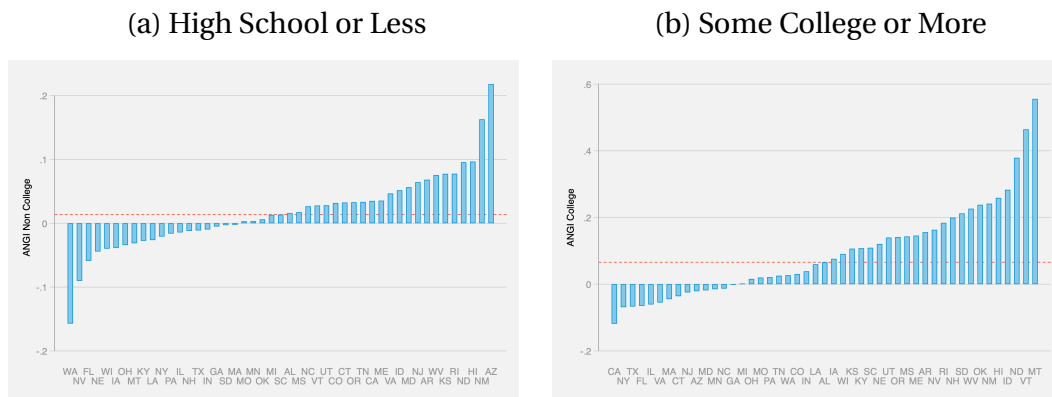 (a) High School or Less
(b) Some College or More
.2
.1
0
-.1
-.2
ANGI Non College
WA FL WI OH KY NY IL TX GA MA MN MI AL NC UT CT TN ME ID NJ WV RI HI AZ
NV NE IA MT LA PA NH IN SD MO OK SC MS VT CO OR CA VA MD AR KS ND NM
.6
.4
.2
0
-.2
ANGI College
CA TX IL MA NJ MD NC MI MO TN IN LA IA KS SC UT MS AR RI SD OK HI ND MT
NY FL VA CT AZ MN GA OH PA WA IN AL WI KY NE OR ME NV NH WV NM ID VT